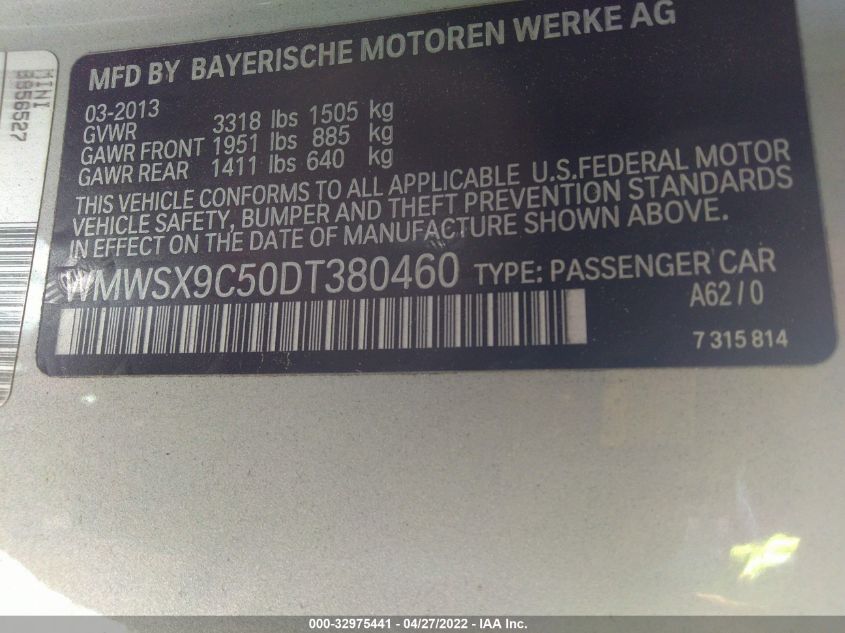 MINI
B856527
MFD BY BAYERISCHE MOTOREN WERKE AG
03-2013
GVWR 3318 lbs 1505 kg
GAWR FRONT 1951 lbs 885 kg
GAWR REAR 1411 lbs 640 kg
THIS VEHICLE CONFORMS TO ALL APPLICABLE U.S.FEDERAL MOTOR
VEHICLE SAFETY, BUMPER AND THEFT PREVENTION STANDARDS
IN EFFECT ON THE DATE OF MANUFACTURE SHOWN ABOVE.
WMWSX9C50DT380460 TYPE: PASSENGER CAR
A62/0
7 315 814
000-32975441 - 04/27/2022 - IAA Inc.